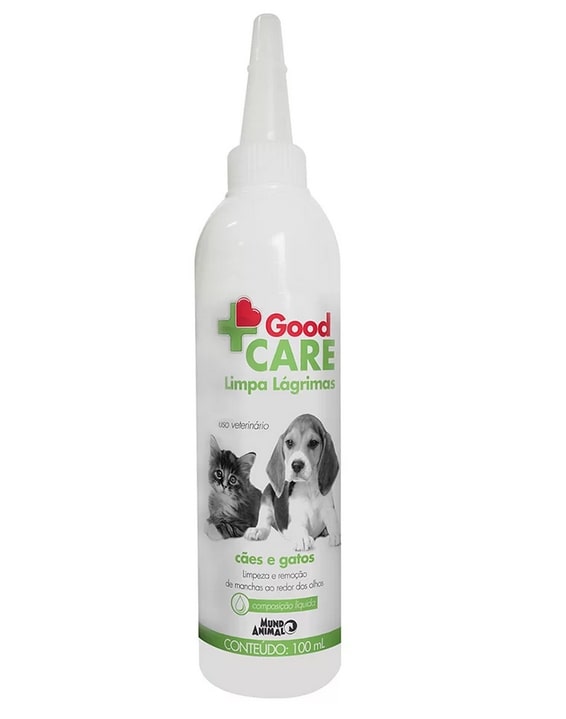 Good
CARE
Limpa Lágrimas
uso veterinário
cães e gatos
Limpeza e remoção
de manchas ao redor dos olhos
composição líquida
MUNDO
ANIMAL
CONTEÚDO: 100 mL